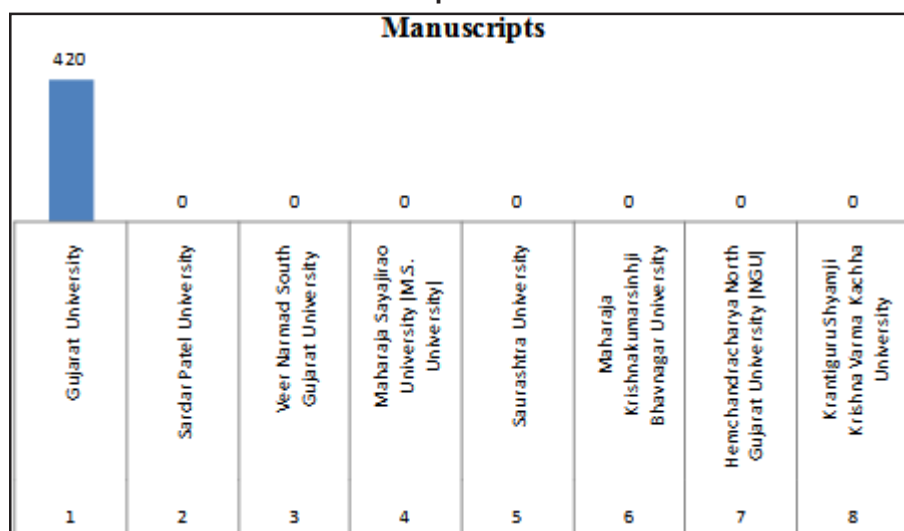 Manuscripts
420
0
0
0
0
0
0
0
Gujarat University
Sardar Patel University
Veer Narmad South
Gujarat University
Maharaja Sayajirao
University |M.S.
University|
Saurashtra University
Maharaja
Krishnakumarsinhji
Bhavnagar University
Hemchandracharya North
Gujarat University |NGU|
KrantiguruShyamji
Krishna Varma Kachha
University
1
2
3
4
5
6
7
8